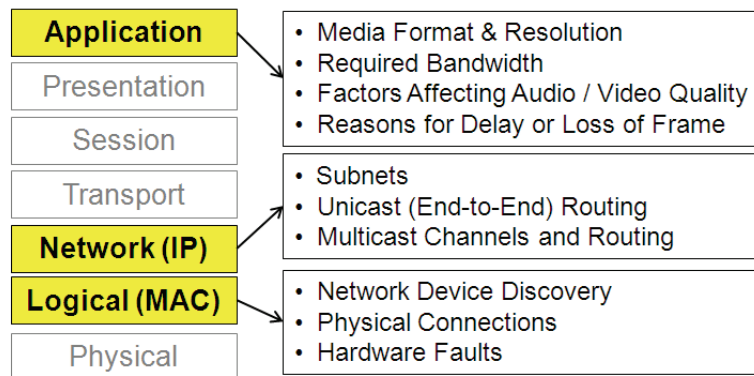 Application
Presentation
Session
Transport
Network (IP)
Logical (MAC)
Physical
• Media Format & Resolution
• Required Bandwidth
• Factors Affecting Audio / Video Quality
• Reasons for Delay or Loss of Frame
• Subnets
• Unicast (End-to-End) Routing
• Multicast Channels and Routing
• Network Device Discovery
• Physical Connections
• Hardware Faults